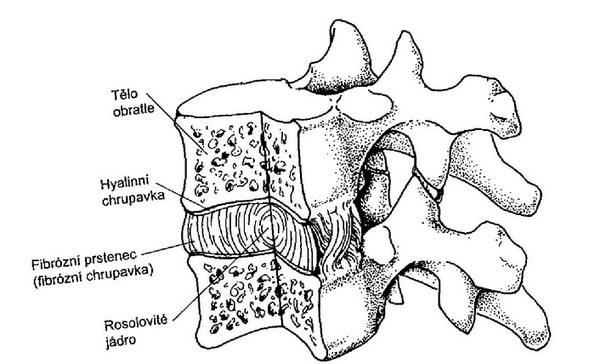 Tělo
obratle
Hyalinní
chrupavka
Fibrózní prstenec
(fibrózní chrupavka)
Rosolovité
jádro